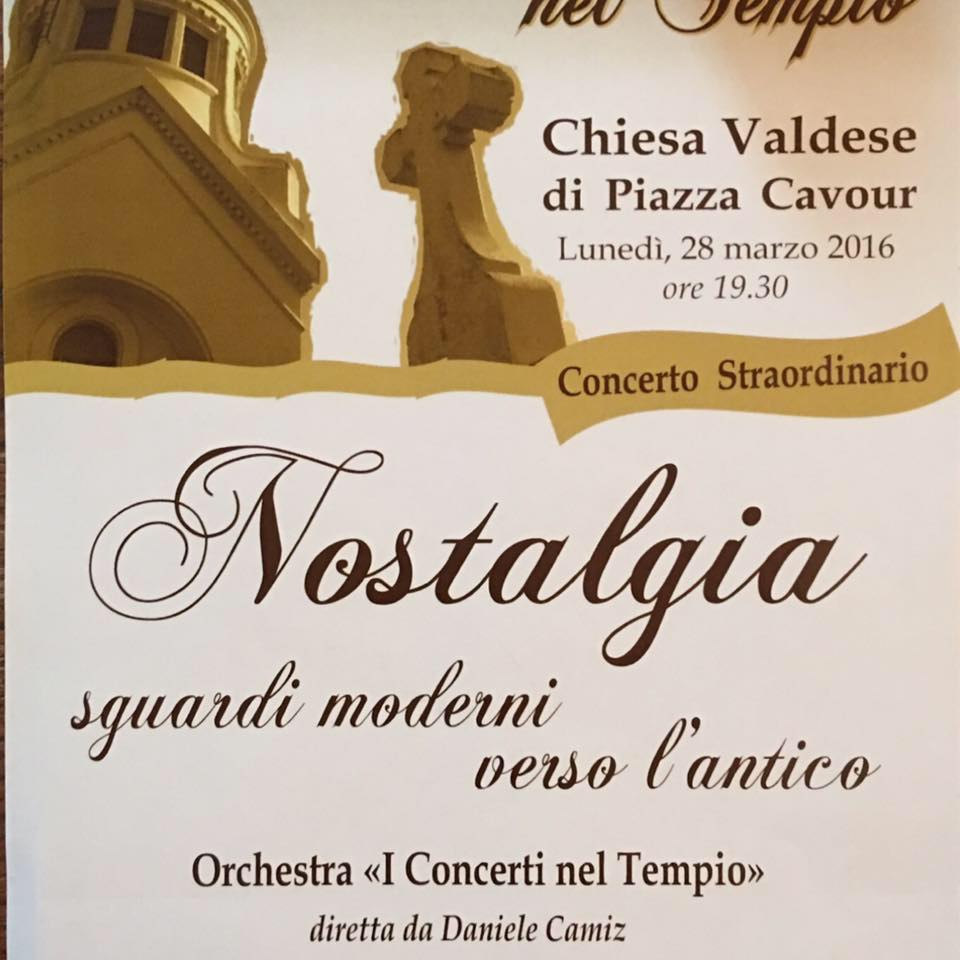 nel Tempio
Chiesa Valdese
di Piazza Cavour
Lunedì, 28 marzo 2016
ore 19.30
Concerto Straordinario
Nostalgia
sguardi moderni
verso l'antico
Orchestra «I Concerti nel Tempio»
diretta da Daniele Camiz